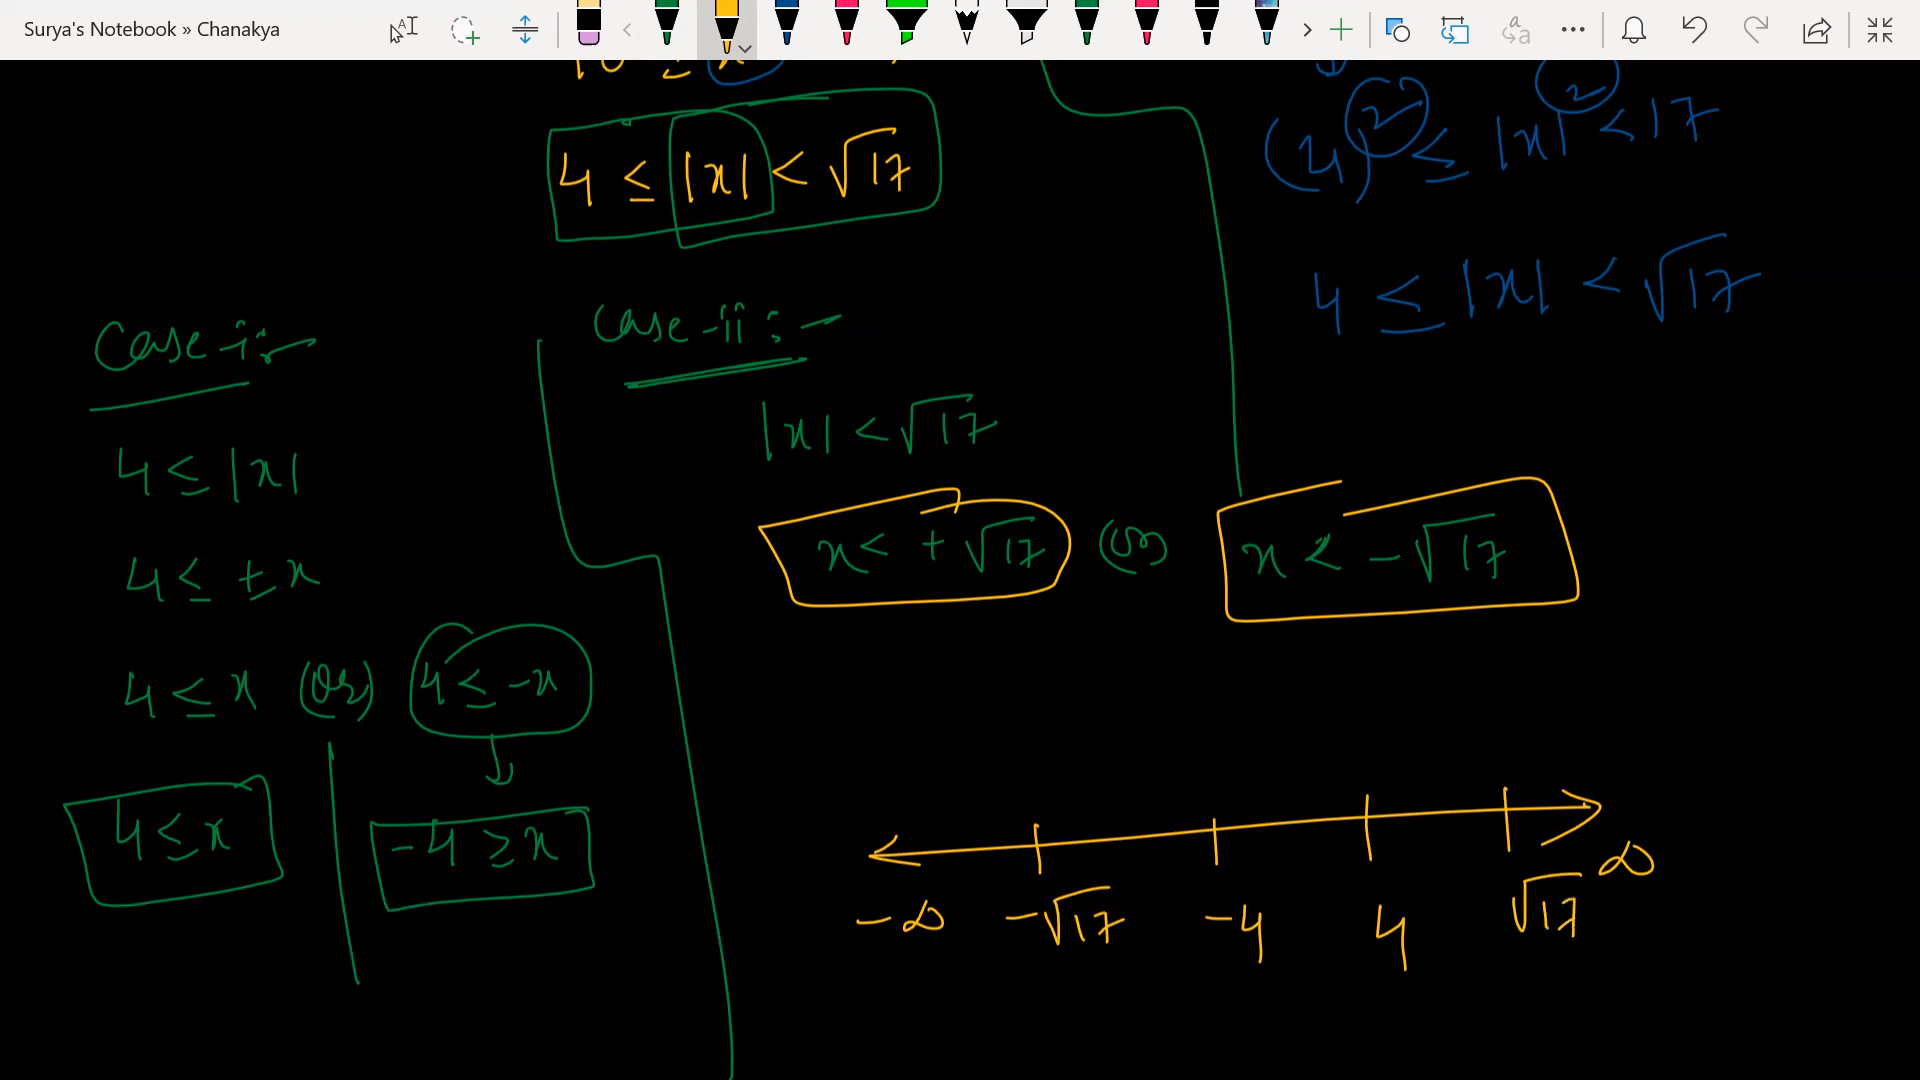 Surya's Notebook » Chanakya
4 ≤ |x| < √17
Case-i:-
4 ≤ |x|
4 ≤ ±x
4 ≤ x (Or) 4 ≤ -x
4 ≤ x
-4 ≥ x
Case-ii:-
|x| < √17
x < +√17 (Or) x < -√17
-∞ -√17 -4 4 √17 ∞
(4)² ≤ |x|² < 17
4 ≤ |x| < √17